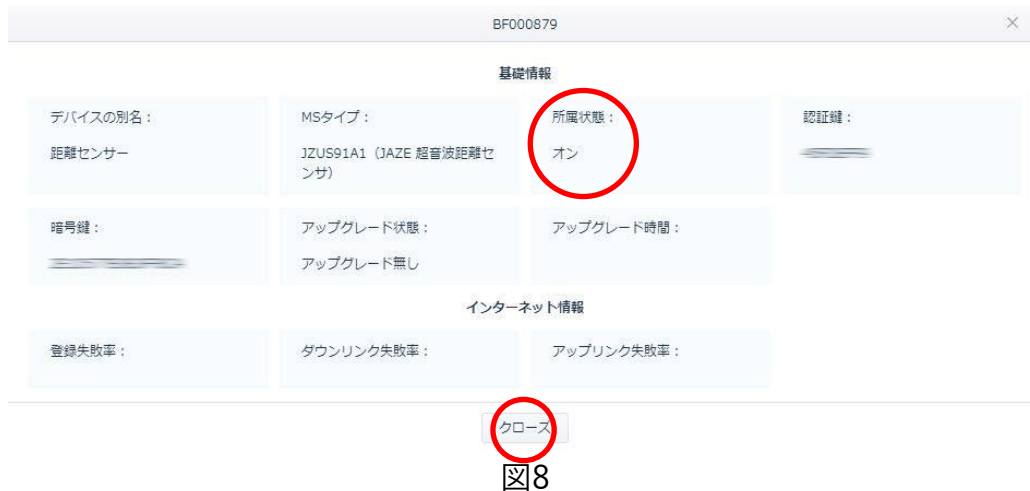 BF000879
基礎情報
デバイスの別名：
MSタイプ：
所属状態：
認証鍵：
距離センサー
JZUS91A1（JAZE 超音波距離セ
ンサ）
オン
暗号鍵：
アップグレード状態：
アップグレード時間：
アップグレード無し
インターネット情報
登録失敗率：
ダウンリンク失敗率：
アップリンク失敗率：
クローズ
図8